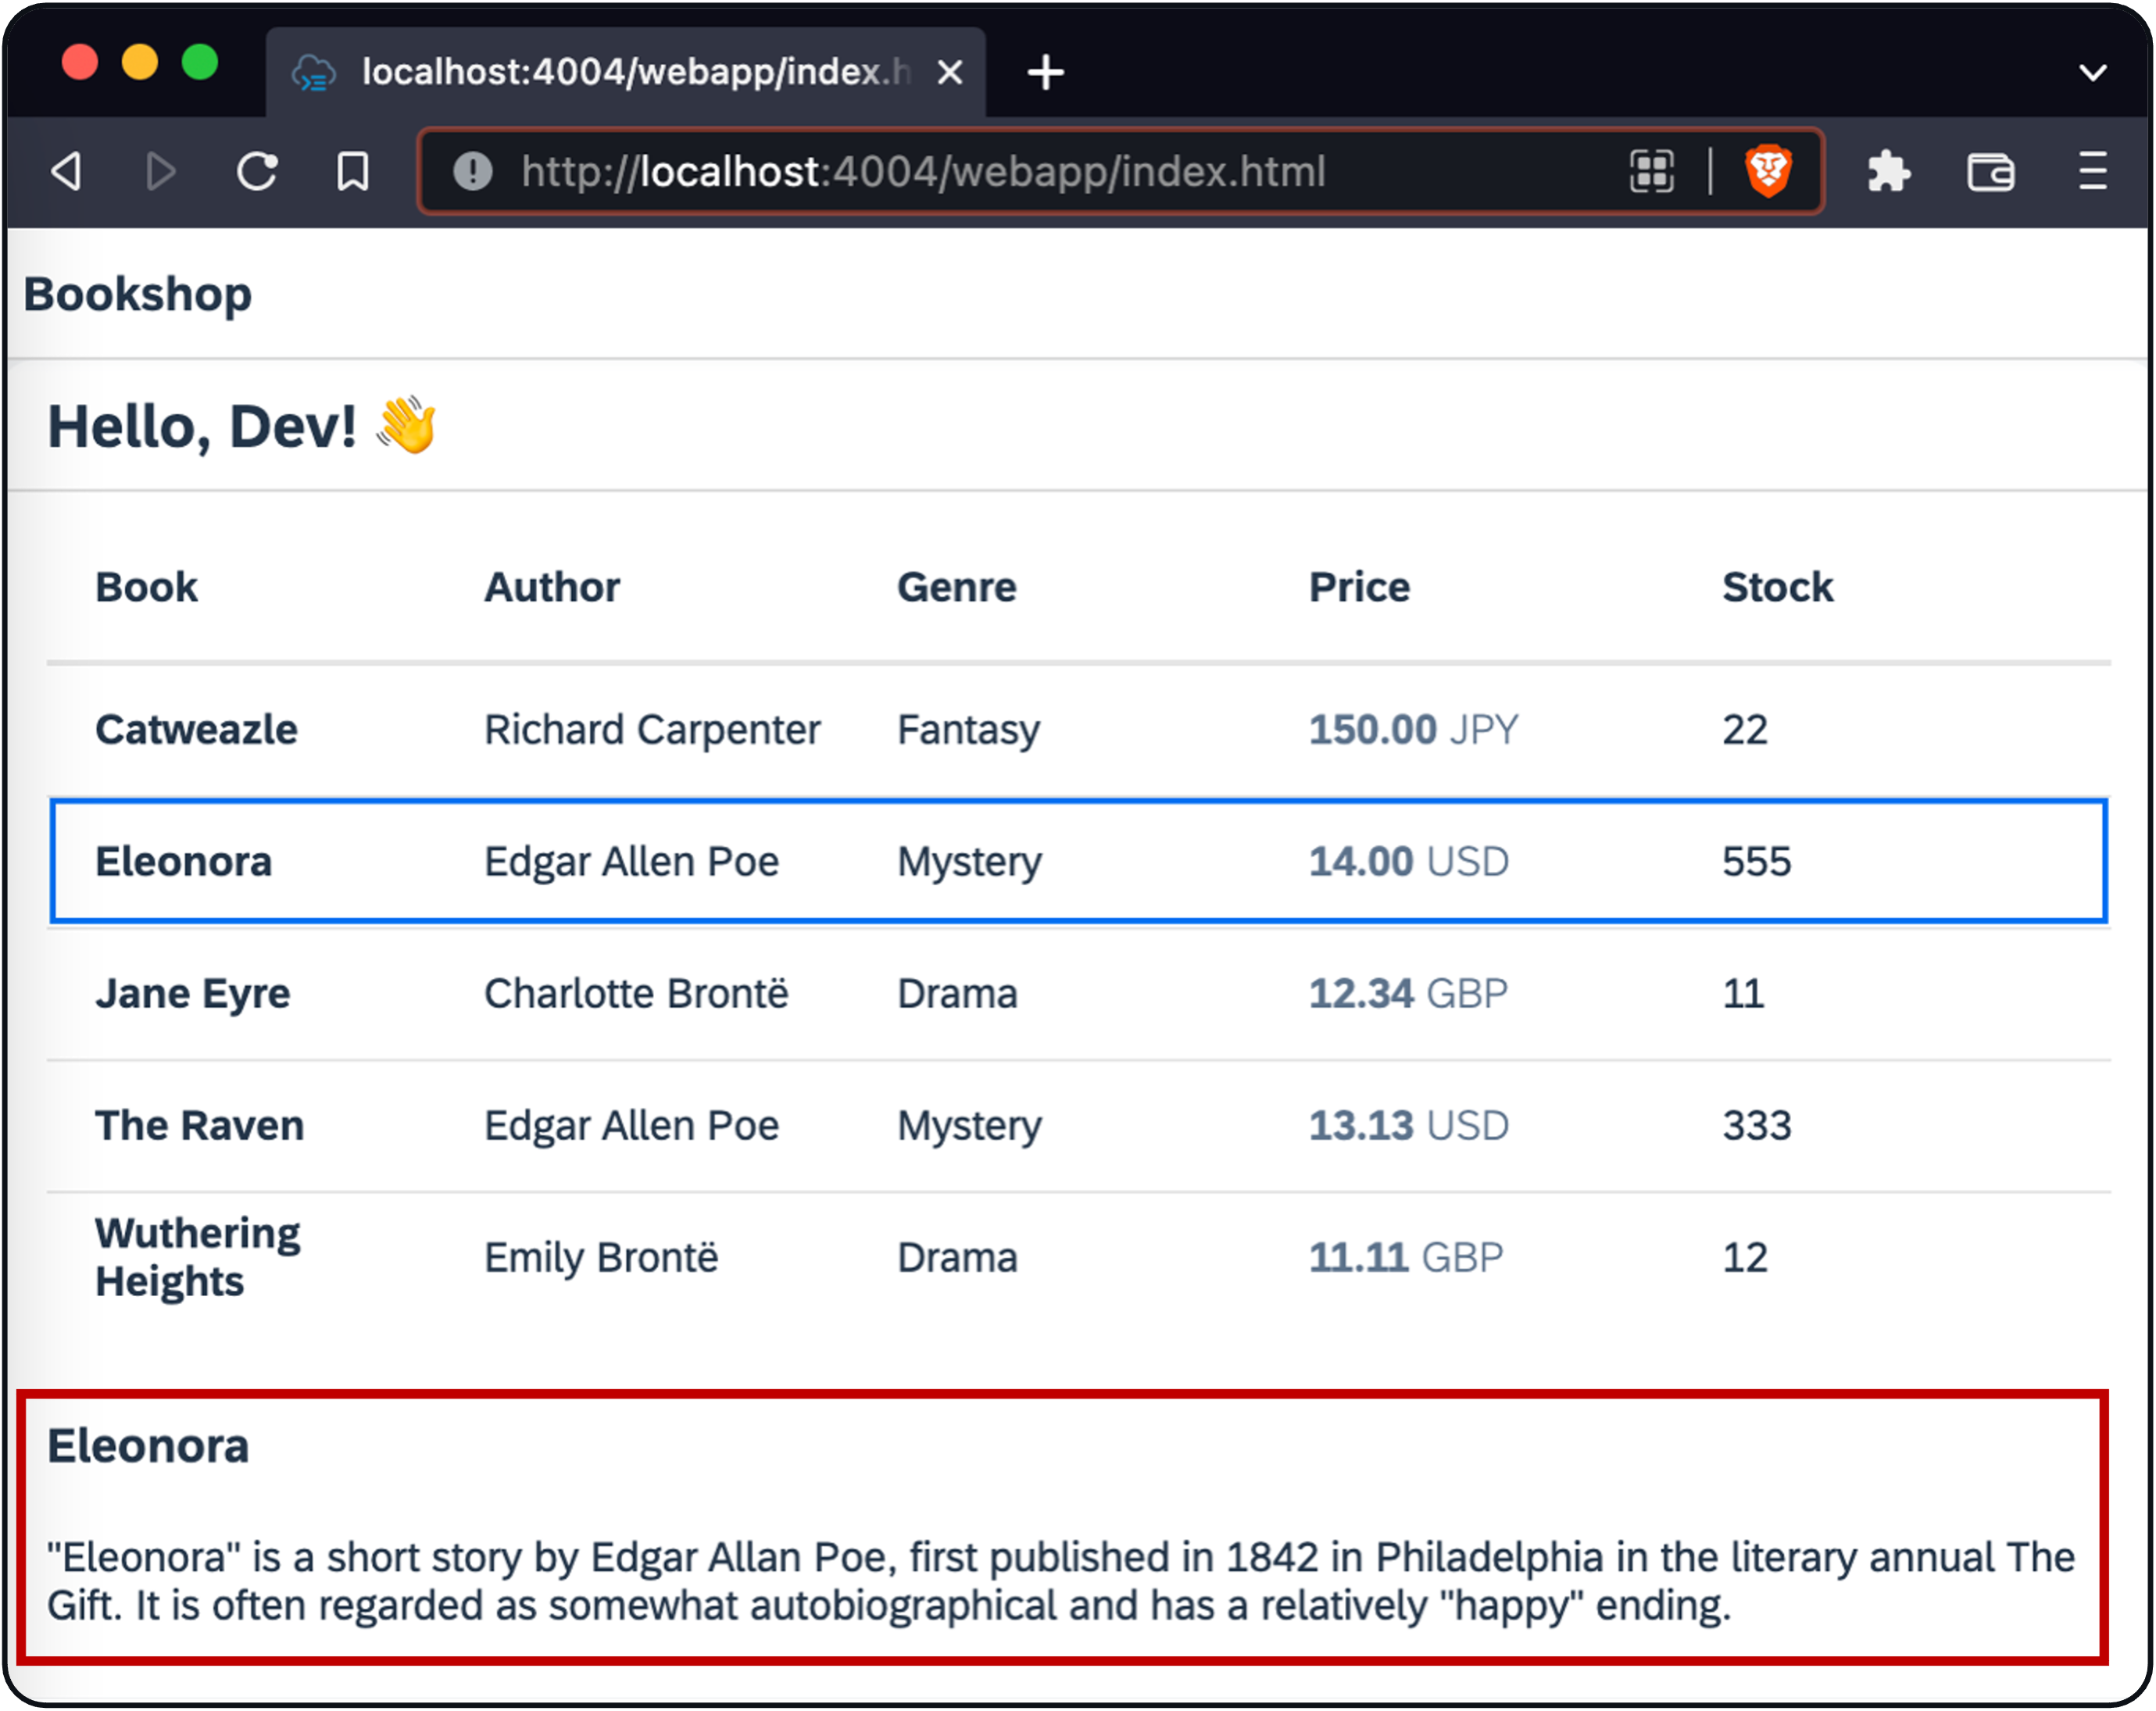 localhost:4004/webapp/index.h
http://localhost:4004/webapp/index.html
Bookshop
Hello, Dev! 👋
Book Author Genre Price Stock
Catweazle Richard Carpenter Fantasy 150.00 JPY 22
Eleonora Edgar Allen Poe Mystery 14.00 USD 555
Jane Eyre Charlotte Brontë Drama 12.34 GBP 11
The Raven Edgar Allen Poe Mystery 13.13 USD 333
Wuthering
Heights Emily Brontë Drama 11.11 GBP 12
Eleonora
"Eleonora" is a short story by Edgar Allan Poe, first published in 1842 in Philadelphia in the literary annual The
Gift. It is often regarded as somewhat autobiographical and has a relatively "happy" ending.